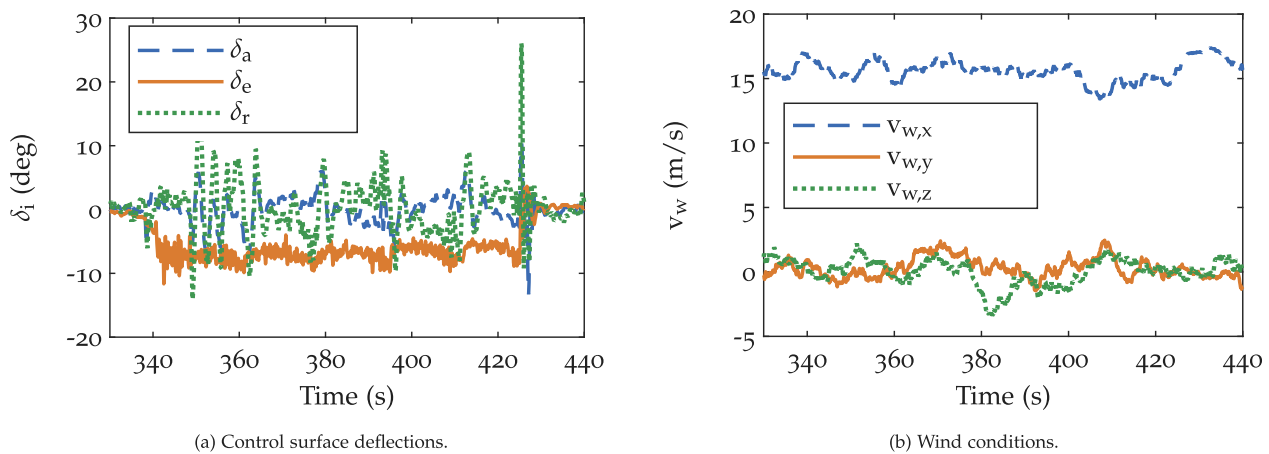 30
20
10
0
-10
-20
δi (deg)
δa
δe
δr
340 360 380 400 420 440
Time (s)
(a) Control surface deflections.
20
15
10
5
0
-5
vw (m/s)
vw,x
vw,y
vw,z
340 360 380 400 420 440
Time (s)
(b) Wind conditions.